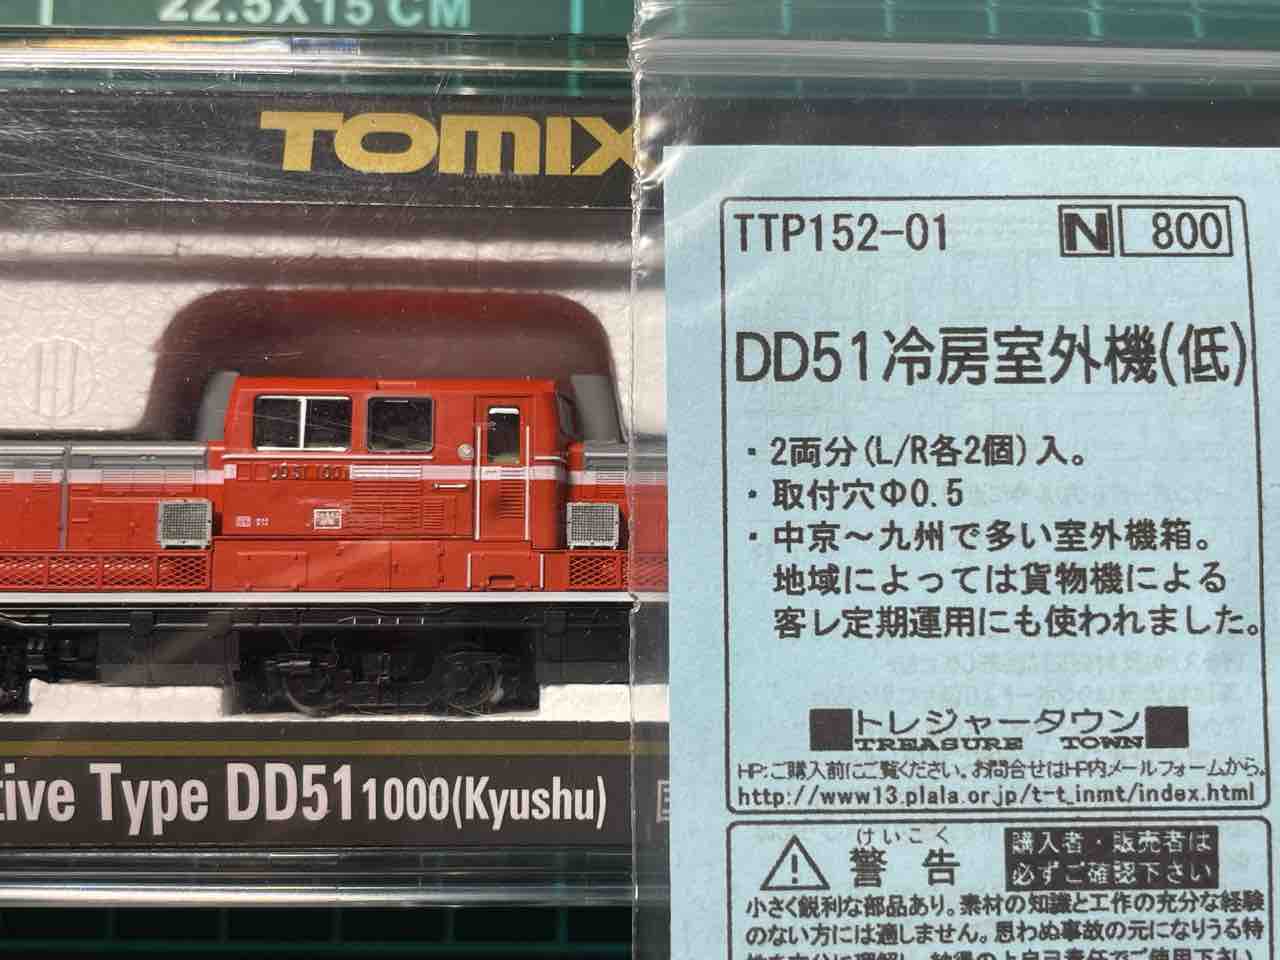 22.5X15 CM
TOMIX
DD51 1001
tive Type DD51 1000(Kyushu)
TTP152-01
N 800
DD51冷房室外機(低)
・2両分(L/R各2個)入。
・取付穴Φ0.5
・中京～九州で多い室外機箱。
地域によっては貨物機による
客レ定期運用にも使われました。
■トレジャータウン■
TREASURE TOWN
HP:ご購入前にご覧ください。お問合せはHP内メールフォームから。
http://www13.plala.or.jp/t-t_inmt/index.html
けいこく
警告
購入者・販売者は
必ずご確認下さい
小さく鋭利な部品あり。素材の知識と工作の充分な経験
のない方には適しません。思わぬ事故の元になりうる特